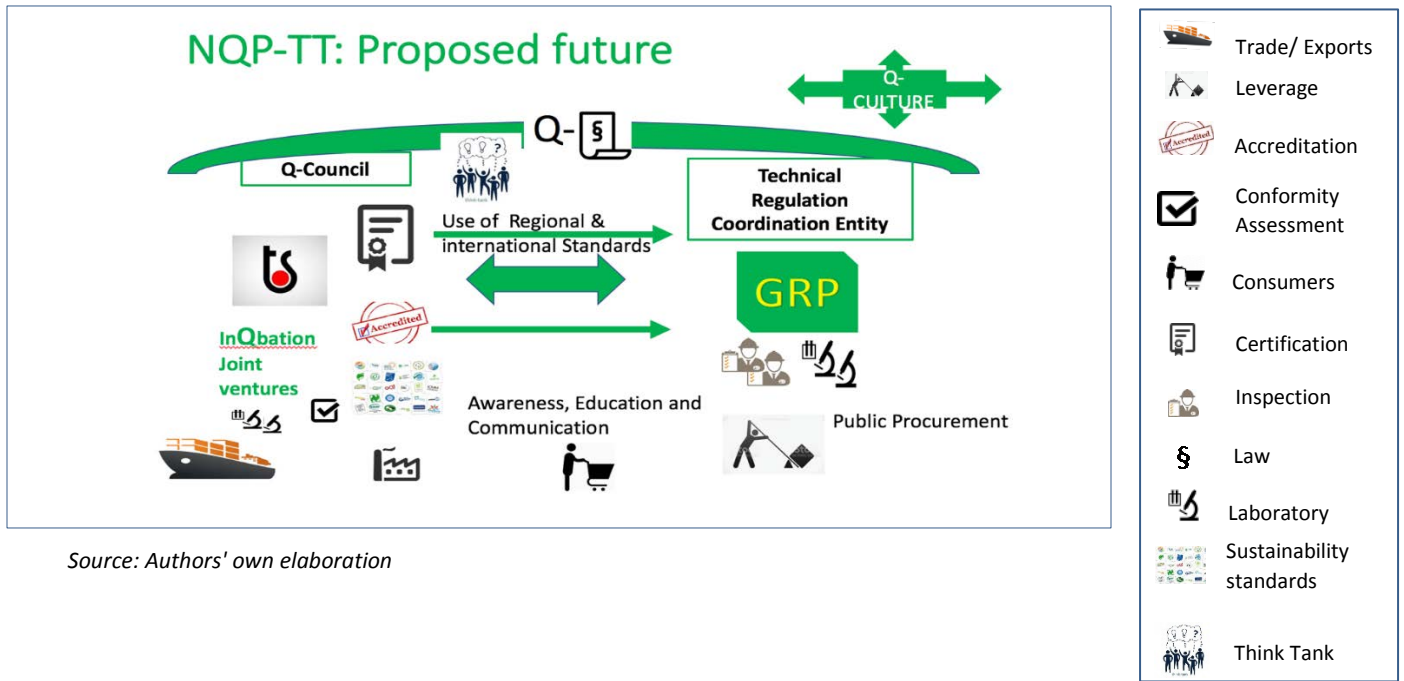 NQP-TT: Proposed future
Q-
CULTURE
Q-
§
Q-Council
Technical
Regulation
Coordination Entity
Use of Regional &
international Standards
ts
GRP
Accredited
InQbation
Joint
ventures
Awareness, Education and
Communication
Public Procurement
Source: Authors' own elaboration
Trade/ Exports
Leverage
Accredited
Accreditation
Conformity
Assessment
Consumers
Certification
Inspection
§
Law
Laboratory
Sustainability
standards
Think Tank